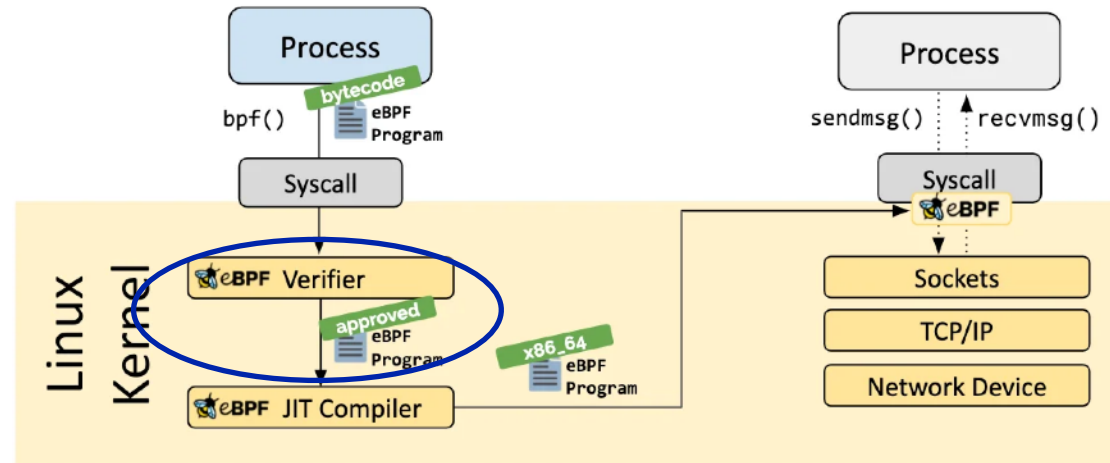 Process
bytecode
bpf()
eBPF
Program
Syscall
Linux
Kernel
eBPF Verifier
approved
eBPF
Program
eBPF JIT Compiler
x86_64
eBPF
Program
Process
sendmsg()
recvmsg()
Syscall
eBPF
Sockets
TCP/IP
Network Device